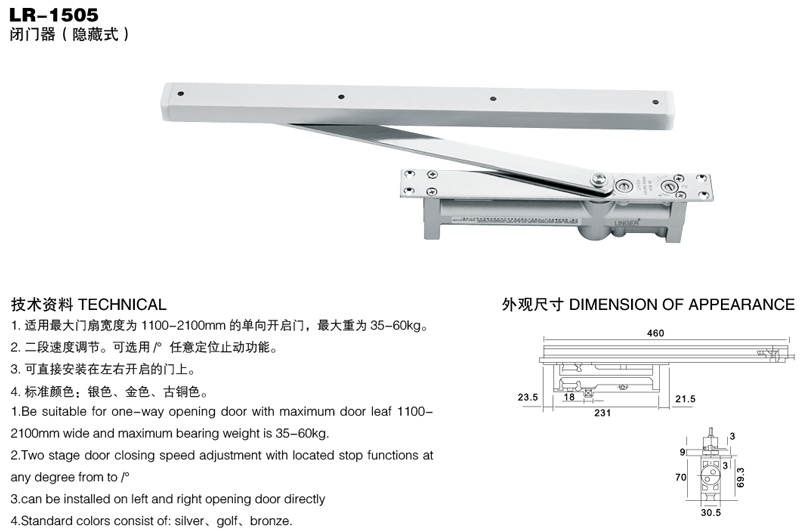 LR-1505
闭门器（隐藏式）
LINGER®
技术资料 TECHNICAL
1. 适用最大门扇宽度为 1100-2100mm 的单向开启门，最大重为 35-60kg。
2. 二段速度调节。可选用 /° 任意定位止动功能。
3. 可直接安装在左右开启的门上。
4. 标准颜色：银色、金色、古铜色。
1.Be suitable for one-way opening door with maximum door leaf 1100-
2100mm wide and maximum bearing weight is 35-60kg.
2.Two stage door closing speed adjustment with located stop functions at
any degree from to /°
3.can be installed on left and right opening door directly
4.Standard colors consist of: silver、golf、bronze.
外观尺寸 DIMENSION OF APPEARANCE
460
23.5
18
231
21.5
3
9
3
70
69.3
30.5